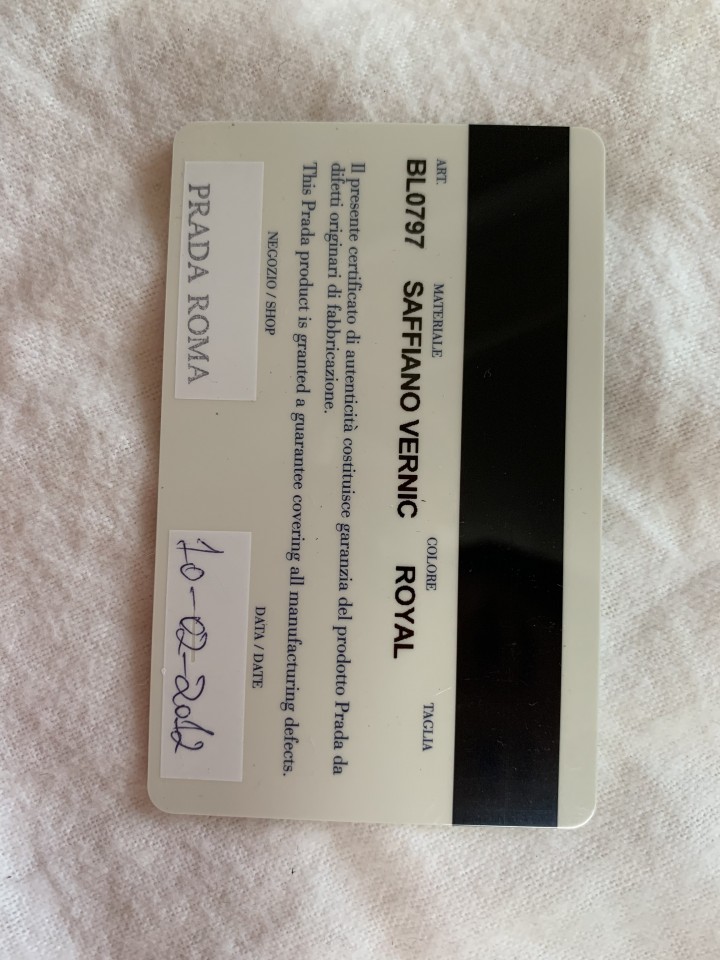 ART. MATERIALE COLORE TAGLIA
BL0797 SAFFIANO VERNIC ROYAL
Il presente certificato di autenticità costituisce garanzia del prodotto Prada da
difetti originari di fabbricazione.
This Prada product is granted a guarantee covering all manufacturing defects.
NEGOZIO / SHOP DATA / DATE
PRADA ROMA 10-02-2012